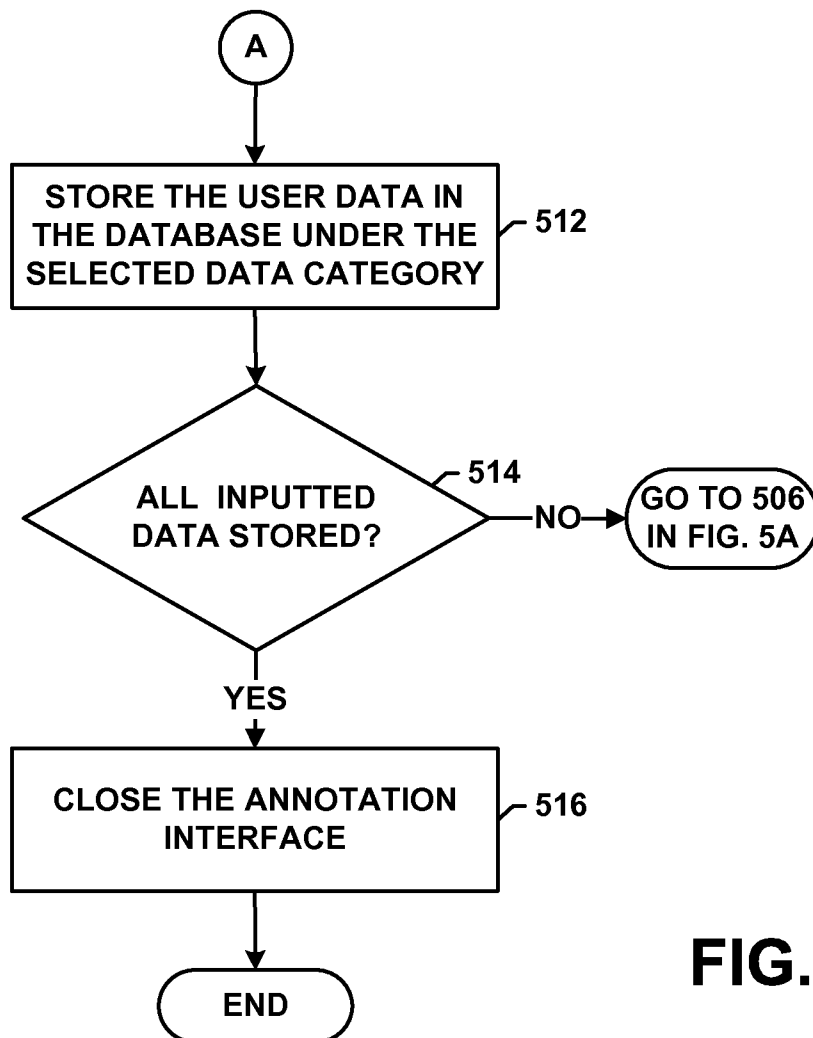 A
STORE THE USER DATA IN
THE DATABASE UNDER THE
SELECTED DATA CATEGORY
512
514
ALL INPUTTED
DATA STORED?
NO
GO TO 506
IN FIG. 5A
YES
CLOSE THE ANNOTATION
INTERFACE
516
END
FIG.